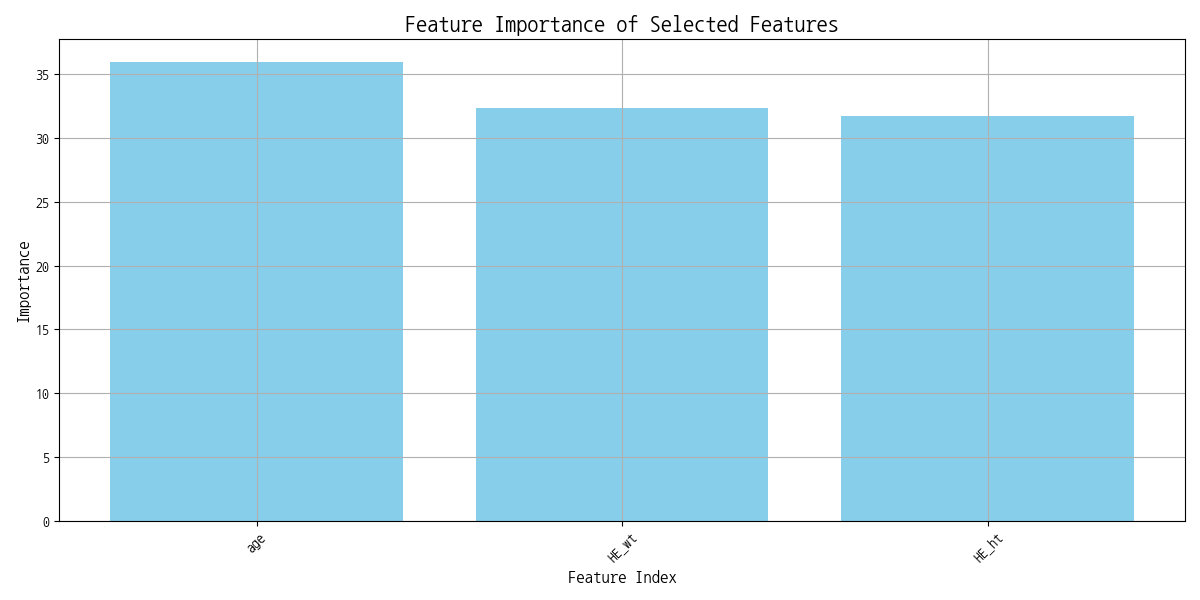 Feature Importance of Selected Features
Importance
35
30
25
20
15
10
5
0
age
HE_wt
HE_ht
Feature Index